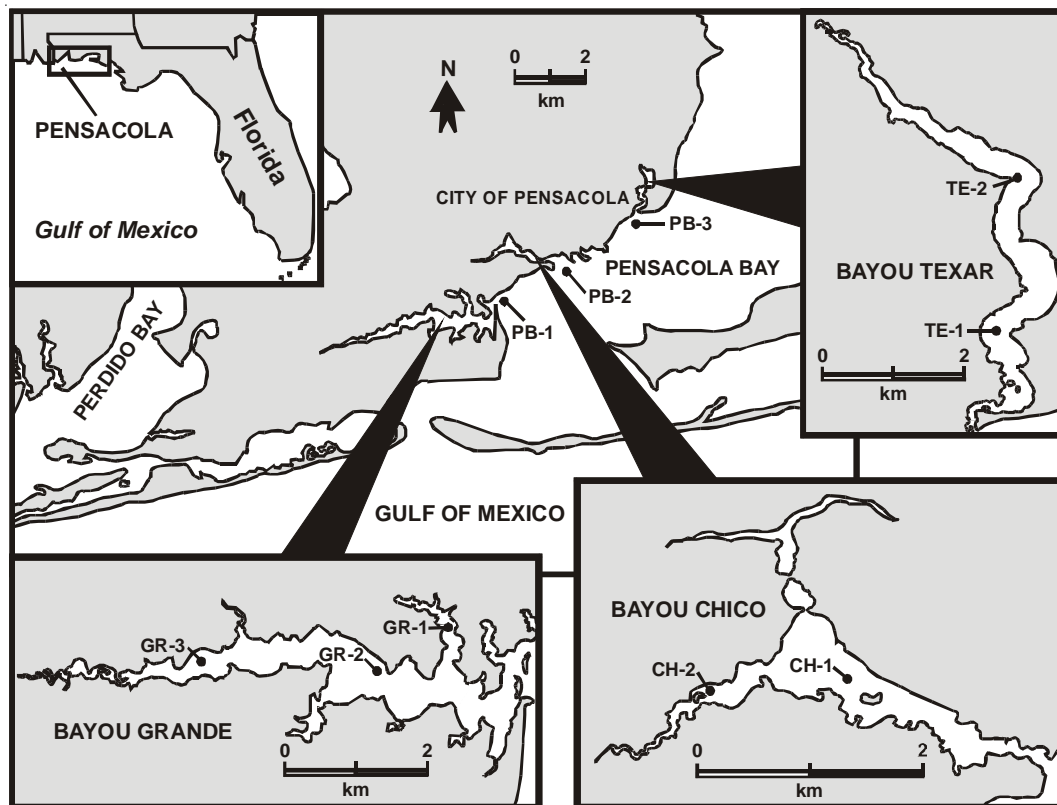 PENSACOLA
Florida
Gulf of Mexico
0 2
km
N
CITY OF PENSACOLA
PB-3
PENSACOLA BAY
PB-2
PB-1
PERDIDO BAY
GULF OF MEXICO
TE-2
BAYOU TEXAR
TE-1
0 2
km
GR-1
GR-3
GR-2
BAYOU GRANDE
0 2
km
BAYOU CHICO
CH-2
CH-1
0 2
km